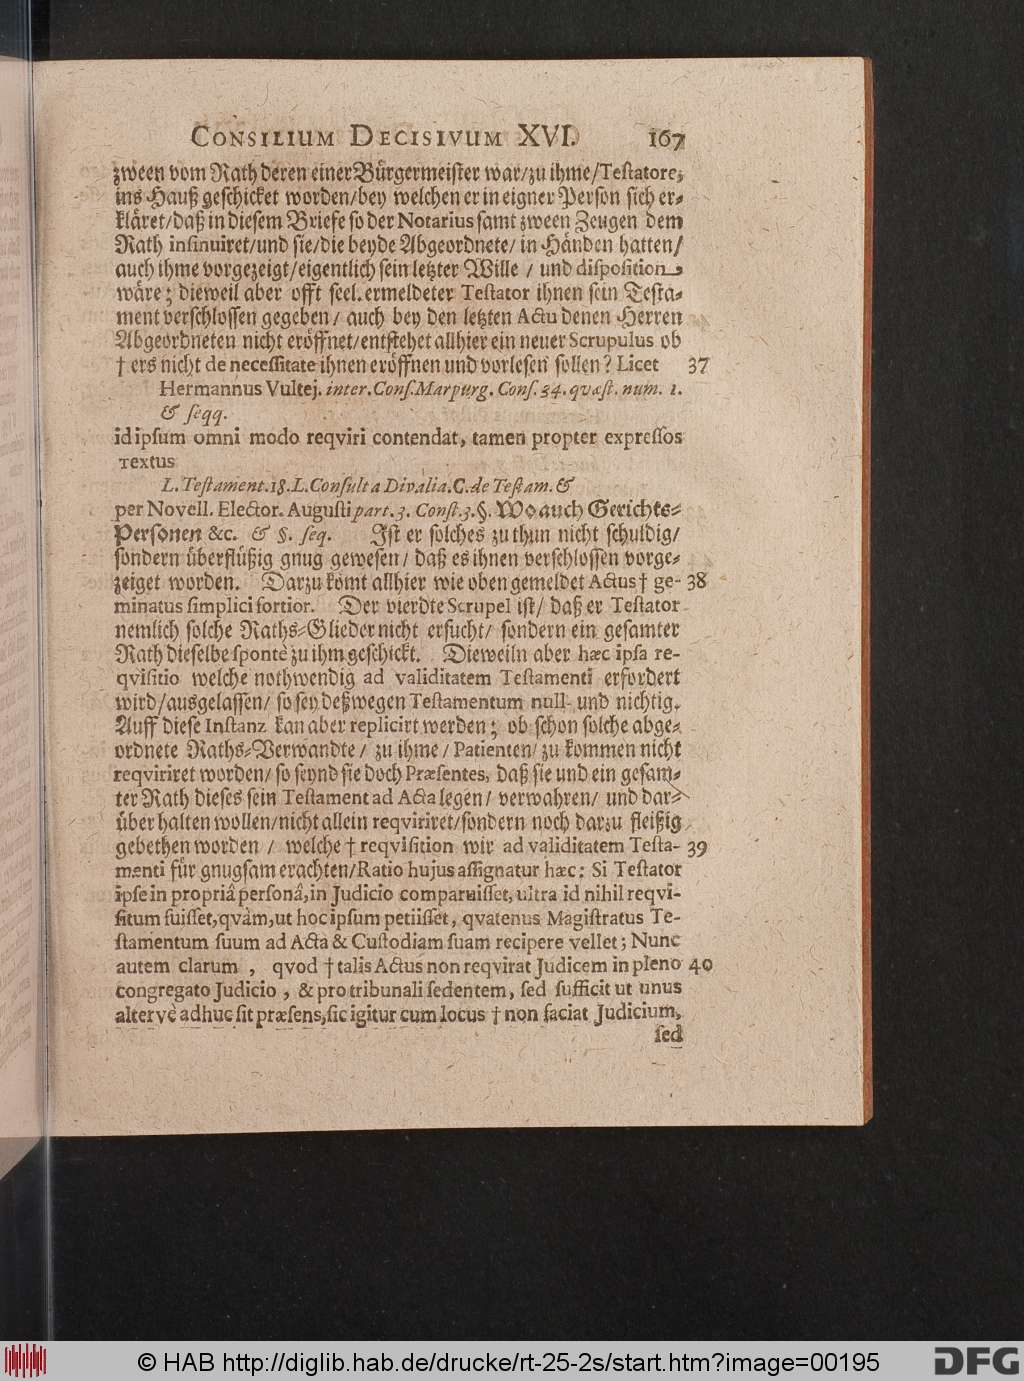 CONSILIUM DECISIVUM XVI. 167
zween vom Rath deren einer Bürgermeister war/zu ihme/Testatore,
ins Hauß geschicket worden/bey welchen er in eigner Person sich er-
kläret/daß in diesem Briefe so der Notarius samt zween Zeugen dem
Rath insinuiret/und sie/die beyde Abgeordnete/ in Händen hatten/
auch ihme vorgezeigt/eigentlich sein letzter Wille / und disposition
wäre; dieweil aber offt seel. ermeldeter Testator ihnen sein Testa-
ment verschlossen gegeben/ auch bey den letzten Actu denen Herren
Abgeordneten nicht eröffnet/entstehet allhier ein neuer Scrupulus ob
† ers nicht de necessitate ihnen eröffnen und vorlesen sollen? Licet 37
Hermannus Vultej. inter. Cons. Marpurg. Cons. 34. quæst. num. 1.
& seqq.
id ipsum omni modo reqviri contendat, tamen propter expressos
Textus
L. Testament. 18. L. Consulta Divalia. C. de Testam. &
per Novell. Elector. Augusti part. 3. Const. 3. §. Wo auch Gerichts-
Personen &c. & §. seq. Ist er solches zu thun nicht schuldig/
sondern überflüßig gnug gewesen/ daß es ihnen verschlossen vorge-
zeiget worden. Darzu kömt allhier wie oben gemeldet Actus † ge- 38
minatus simplici fortior. Der vierdte Scrupel ist/ daß er Testator
nemlich solche Raths-Glieder nicht ersucht/ sondern ein gesamter
Rath dieselbe spontè zu ihm geschickt. Dieweiln aber hæc ipsa re-
qvisitio welche nothwendig ad validitatem Testamenti erfordert
wird/ausgelassen/ so sey deßwegen Testamentum null- und nichtig.
Auff diese Instanz kan aber replicirt werden; ob schon solche abge-
ordnete Raths-Verwandte/ zu ihme / Patienten/ zu kommen nicht
reqviriret worden/ so seynd sie doch Præsentes, daß sie und ein gesam-
ter Rath dieses sein Testament ad Acta legen/ verwahren/ und dar-
über halten wollen/nicht allein reqviriret/sondern noch darzu fleißig
gebethen worden / welche † reqvisition wir ad validitatem Testa- 39
menti für gnugsam erachten/Ratio hujus assignatur hæc: Si Testator
ipse in propriâ personâ, in Judicio comparuisset, ultra id nihil reqvi-
situm fuisset, qvàm, ut hoc ipsum petiisset, qvatenus Magistratus Te-
stamentum suum ad Acta & Custodiam suam recipere vellet; Nunc
autem clarum , qvod † talis Actus non reqvirat Judicem in pleno 40
congregato Judicio , & pro tribunali sedentem, sed sufficit ut unus
altervè adhuc sit præsens, sic igitur cum locus † non faciat Judicium,
sed
© HAB http://diglib.hab.de/drucke/rt-25-2s/start.htm?image=00195
DFG